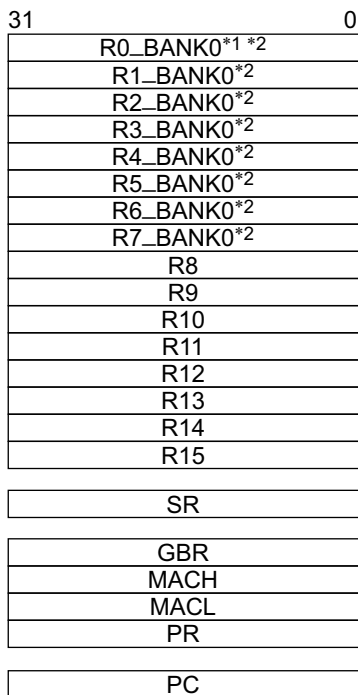 31 0
R0_BANK0*1 *2
R1_BANK0*2
R2_BANK0*2
R3_BANK0*2
R4_BANK0*2
R5_BANK0*2
R6_BANK0*2
R7_BANK0*2
R8
R9
R10
R11
R12
R13
R14
R15
SR
GBR
MACH
MACL
PR
PC